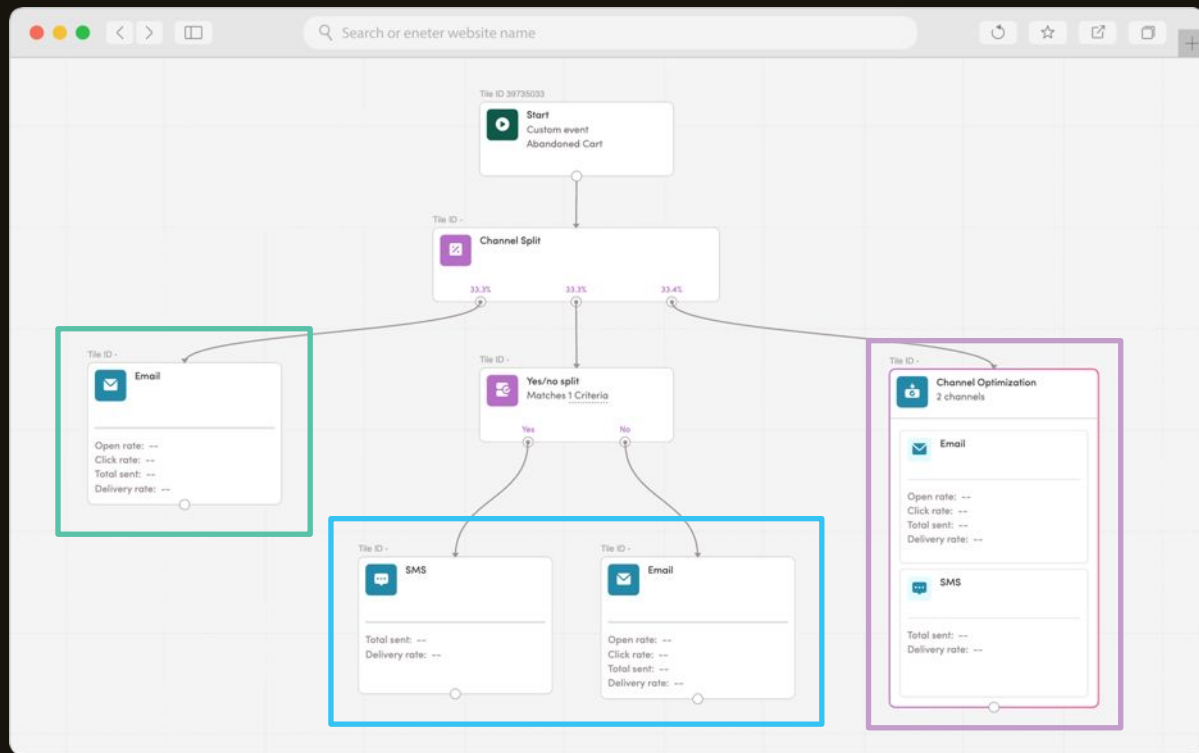 Search or eneter website name
Tile ID 39735033
Start
Custom event
Abandoned Cart
Tile ID -
Channel Split
33.3%
33.3%
33.4%
Tile ID -
Email
Open rate: --
Click rate: --
Total sent: --
Delivery rate: --
Tile ID -
Yes/no split
Matches 1 Criteria
Yes
No
Tile ID -
SMS
Total sent: --
Delivery rate: --
Tile ID -
Email
Open rate: --
Click rate: --
Total sent: --
Delivery rate: --
Tile ID -
Channel Optimization
2 channels
Email
Open rate: --
Click rate: --
Total sent: --
Delivery rate: --
SMS
Total sent: --
Delivery rate: --